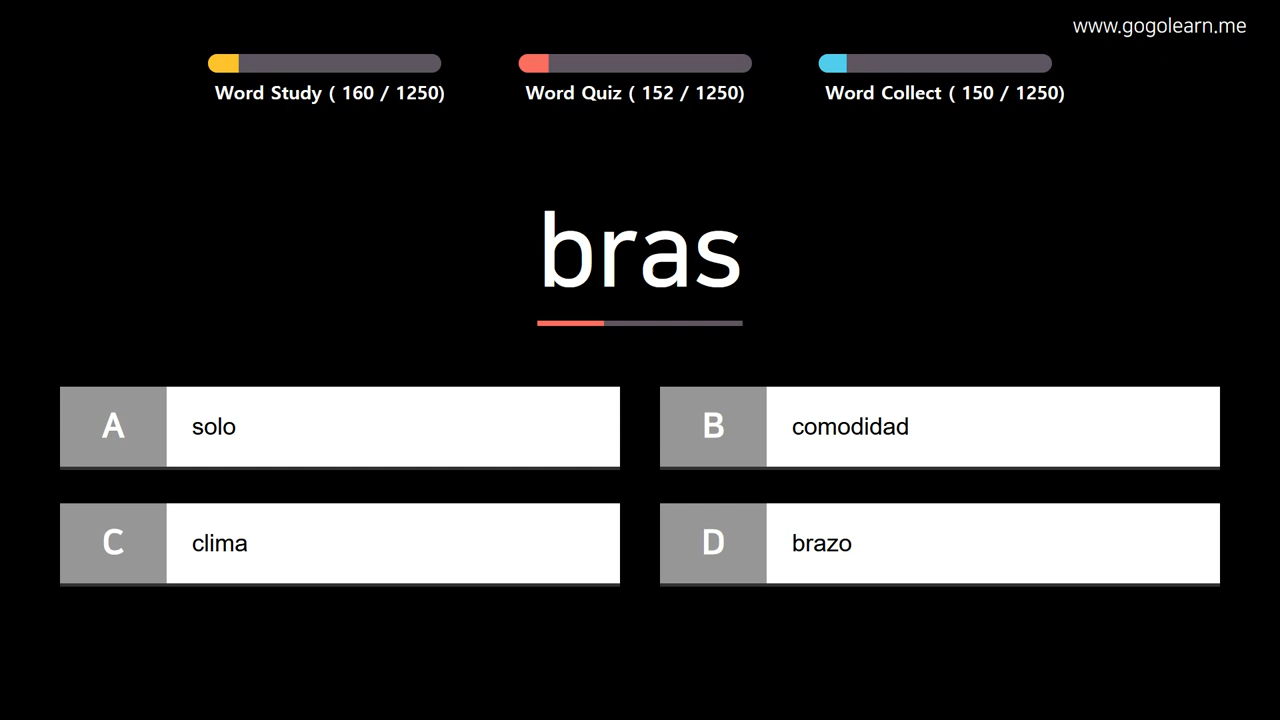 www.gogolearn.me
Word Study ( 160 / 1250)
Word Quiz ( 152 / 1250)
Word Collect ( 150 / 1250)
bras
A solo
B comodidad
C clima
D brazo